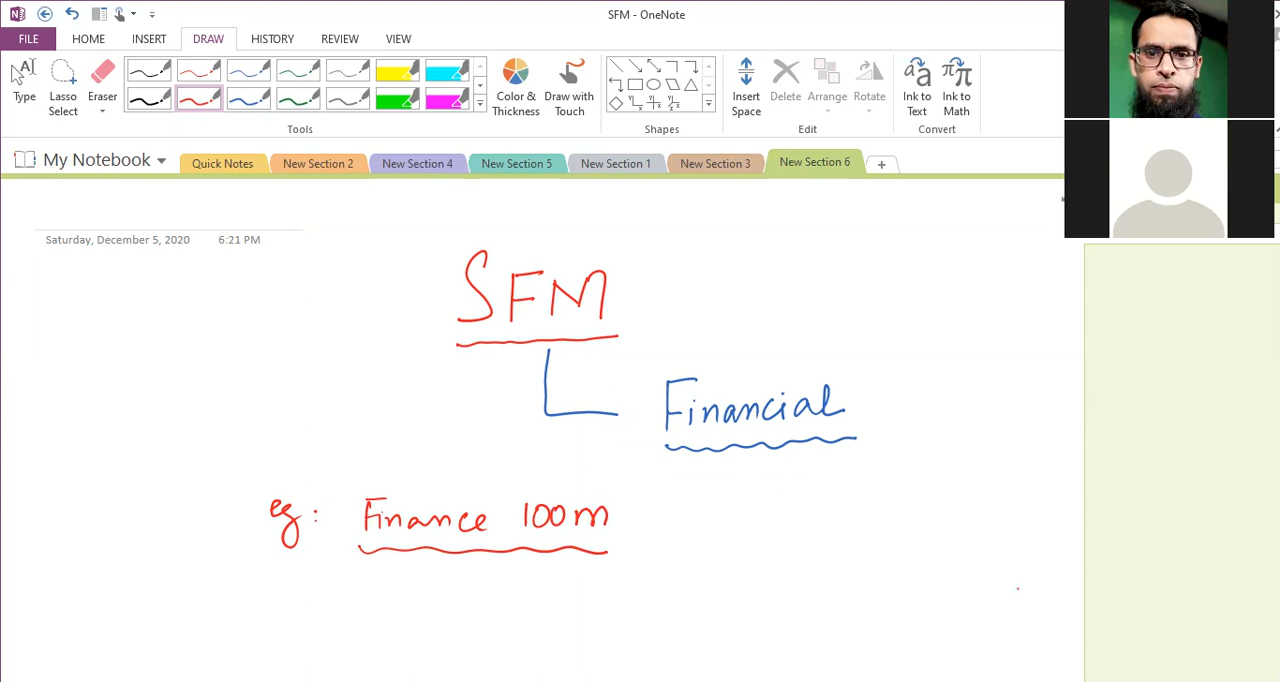 SFM - OneNote
FILE HOME INSERT DRAW HISTORY REVIEW VIEW
Type Lasso Select Eraser Color & Thickness Draw with Touch Insert Space Delete Arrange Rotate Ink to Text Ink to Math
Tools Shapes Edit Convert
My Notebook Quick Notes New Section 2 New Section 4 New Section 5 New Section 1 New Section 3 New Section 6
Saturday, December 5, 2020 6:21 PM
SFM
Financial
eg: Finance 100m